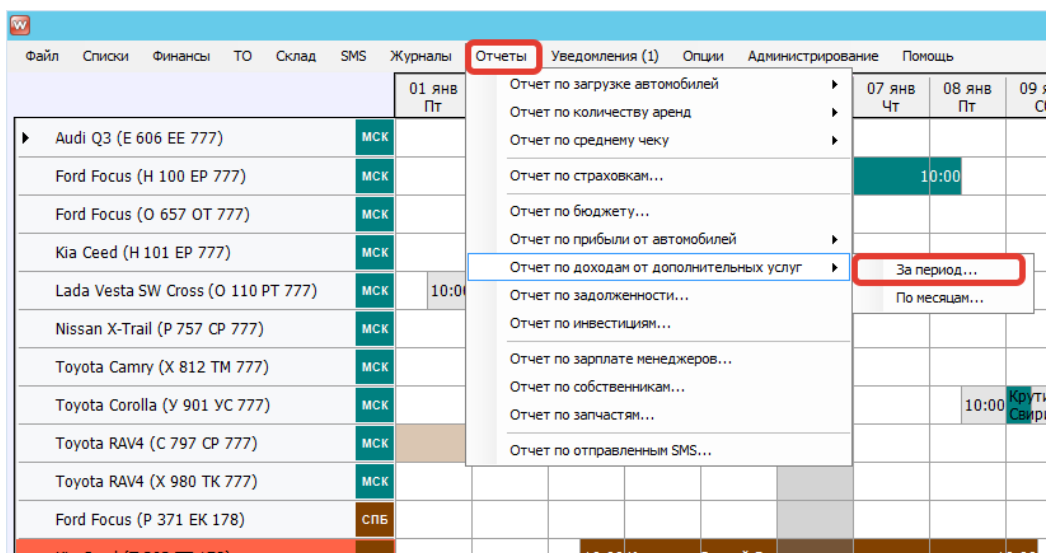 W
Файл Списки Финансы ТО Склад SMS Журналы Отчеты Уведомления (1) Опции Администрирование Помощь
01 янв
Пт
07 янв
Чт
08 янв
Пт
09
Отчет по загрузке автомобилей
Отчет по количеству аренд
Отчет по среднему чеку
Отчет по страховкам...
Отчет по бюджету...
Отчет по прибыли от автомобилей
Отчет по доходам от дополнительных услуг
Отчет по задолженности...
Отчет по инвестициям...
Отчет по зарплате менеджеров...
Отчет по собственникам...
Отчет по запчастям...
Отчет по отправленным SMS...
За период...
По месяцам...
Audi Q3 (Е 606 ЕЕ 777) МСК
Ford Focus (Н 100 ЕР 777) МСК 10:00
Ford Focus (О 657 ОТ 777) МСК
Kia Ceed (Н 101 ЕР 777) МСК
Lada Vesta SW Cross (О 110 РТ 777) МСК 10:00
Nissan X-Trail (Р 757 СР 777) МСК
Toyota Camry (Х 812 ТМ 777) МСК
Toyota Corolla (У 901 УС 777) МСК 10:00
Toyota RAV4 (С 797 СР 777) МСК
Toyota RAV4 (Х 980 ТК 777) МСК
Ford Focus (Р 371 ЕК 178) СПБ